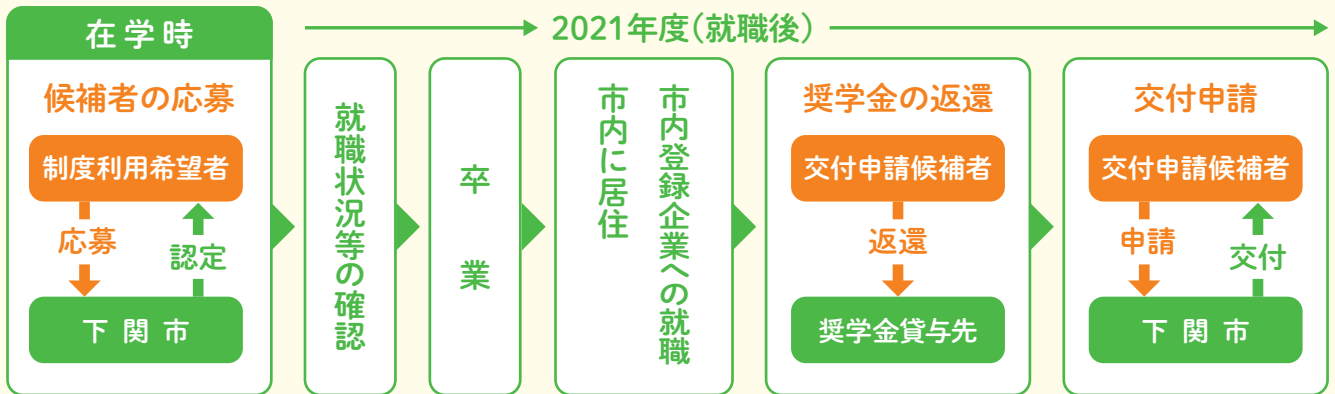 在学時
2021年度（就職後）
候補者の応募
制度利用希望者
応募
認定
下関市
就職状況等の確認
卒業
市内登録企業への就職
市内に居住
奨学金の返還
交付申請候補者
返還
奨学金貸与先
交付申請
交付申請候補者
申請
交付
下関市